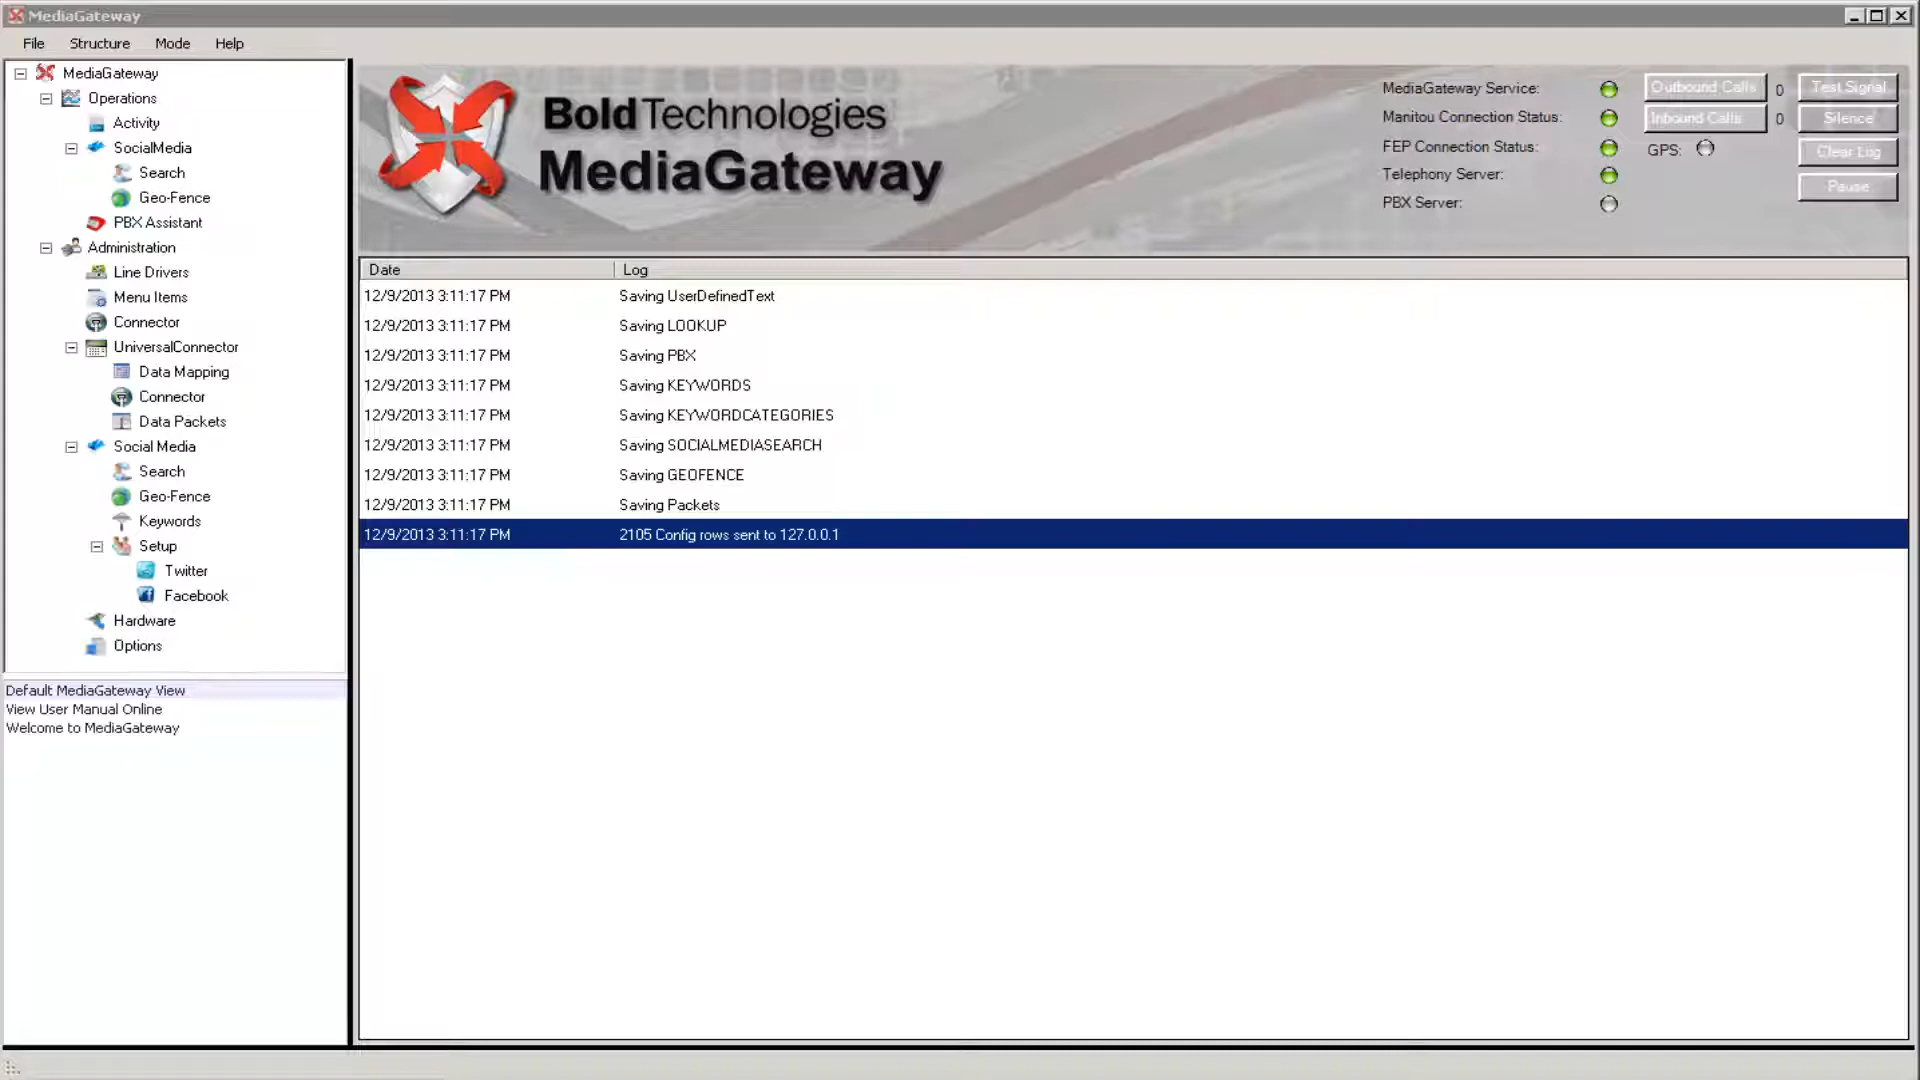 MediaGateway
File Structure Mode Help
MediaGateway
Operations
Activity
SocialMedia
Search
Geo-Fence
PBX Assistant
Administration
Line Drivers
Menu Items
Connector
UniversalConnector
Data Mapping
Connector
Data Packets
Social Media
Search
Geo-Fence
Keywords
Setup
Twitter
Facebook
Hardware
Options
Default MediaGateway View
View User Manual Online
Welcome to MediaGateway
Bold Technologies
MediaGateway
MediaGateway Service:
Manitou Connection Status:
FEP Connection Status:
Telephony Server:
PBX Server:
Outbound Calls 0
Inbound Calls 0
GPS:
Test Signal
Silence
Clear Log
Pause
Date Log
12/9/2013 3:11:17 PM Saving UserDefinedText
12/9/2013 3:11:17 PM Saving LOOKUP
12/9/2013 3:11:17 PM Saving PBX
12/9/2013 3:11:17 PM Saving KEYWORDS
12/9/2013 3:11:17 PM Saving KEYWORDCATEGORIES
12/9/2013 3:11:17 PM Saving SOCIALMEDIASEARCH
12/9/2013 3:11:17 PM Saving GEOFENCE
12/9/2013 3:11:17 PM Saving Packets
12/9/2013 3:11:17 PM 2105 Config rows sent to 127.0.0.1